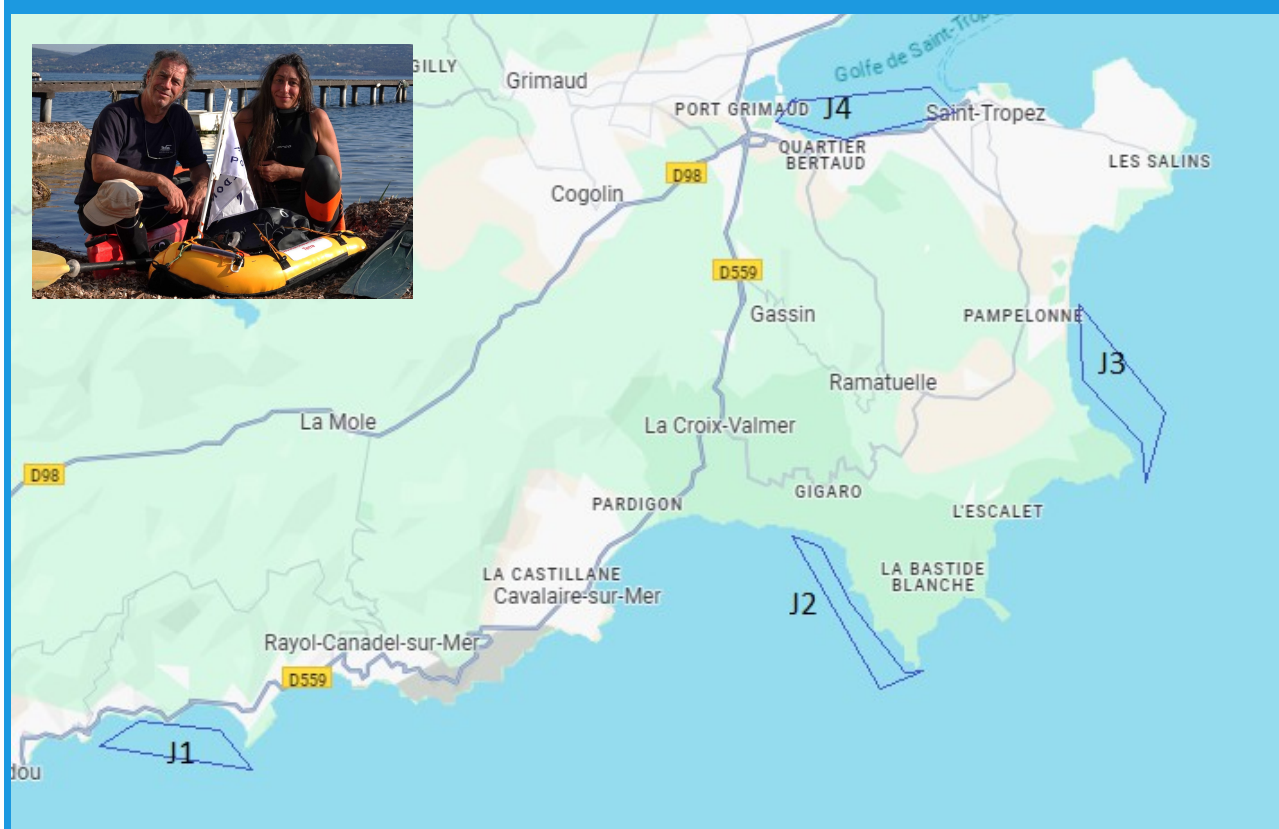 Golfe de Saint-Trop
GILLY
Grimaud
PORT GRIMAUD
J4
Saint-Tropez
QUARTIER
BERTAUD
LES SALINS
D98
Cogolin
D559
Gassin
PAMPELONNE
J3
Ramatuelle
La Mole
La Croix-Valmer
D98
GIGARO
PARDIGON
L'ESCALET
LA CASTILLANE
Cavalaire-sur-Mer
LA BASTIDE
BLANCHE
J2
Rayol-Canadel-sur-Mer
D559
J1
dou